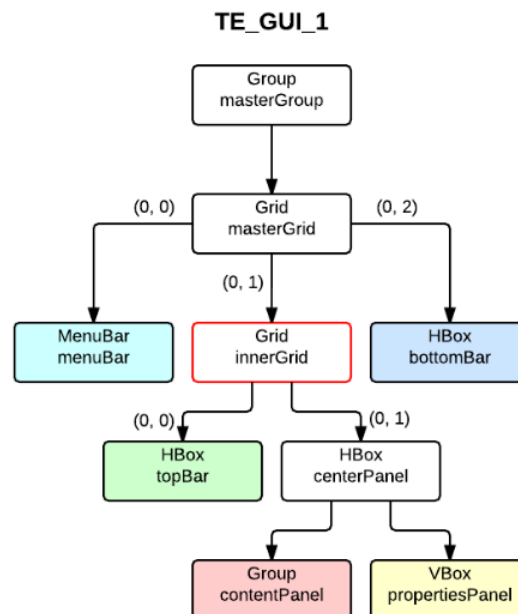 TE_GUI_1
Group
masterGroup
(0, 0)
Grid
masterGrid
(0, 2)
(0, 1)
MenuBar
menuBar
Grid
innerGrid
HBox
bottomBar
(0, 0)
(0, 1)
HBox
topBar
HBox
centerPanel
Group
contentPanel
VBox
propertiesPanel